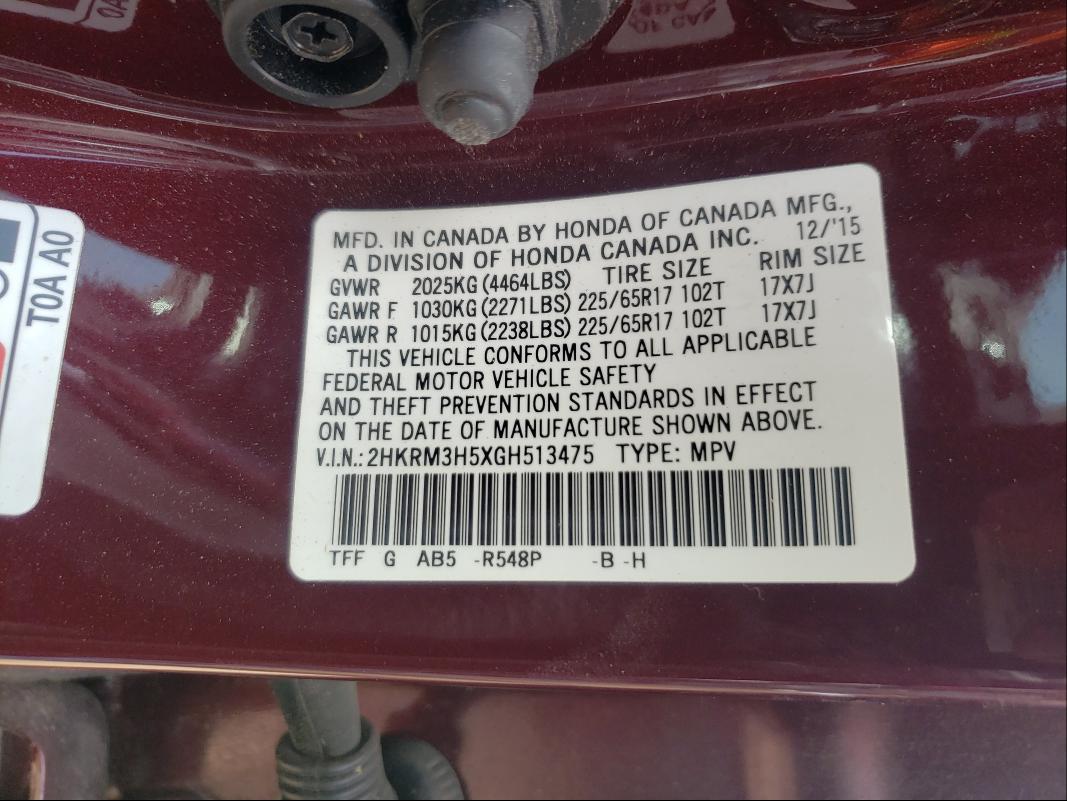 MFD. IN CANADA BY HONDA OF CANADA MFG.,
A DIVISION OF HONDA CANADA INC. 12/'15
GVWR 2025KG (4464LBS) TIRE SIZE RIM SIZE
GAWR F 1030KG (2271LBS) 225/65R17 102T 17X7J
GAWR R 1015KG (2238LBS) 225/65R17 102T 17X7J
THIS VEHICLE CONFORMS TO ALL APPLICABLE
FEDERAL MOTOR VEHICLE SAFETY
AND THEFT PREVENTION STANDARDS IN EFFECT
ON THE DATE OF MANUFACTURE SHOWN ABOVE.
V.I.N.: 2HKRM3H5XGH513475 TYPE: MPV
TFF G AB5 -R548P -B -H
T0A A0